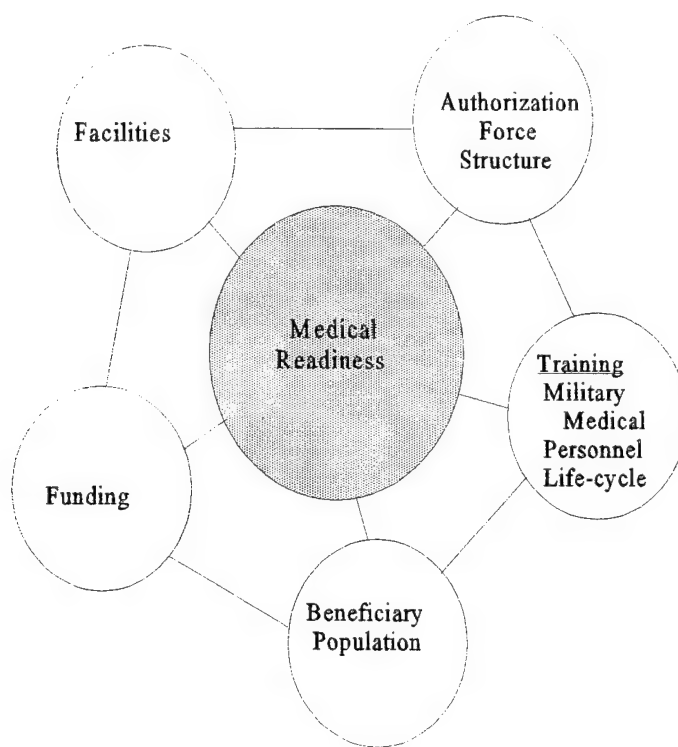 Facilities
Authorization
Force
Structure
Medical
Readiness
Training
Military
Medical
Personnel
Life-cycle
Funding
Beneficiary
Population